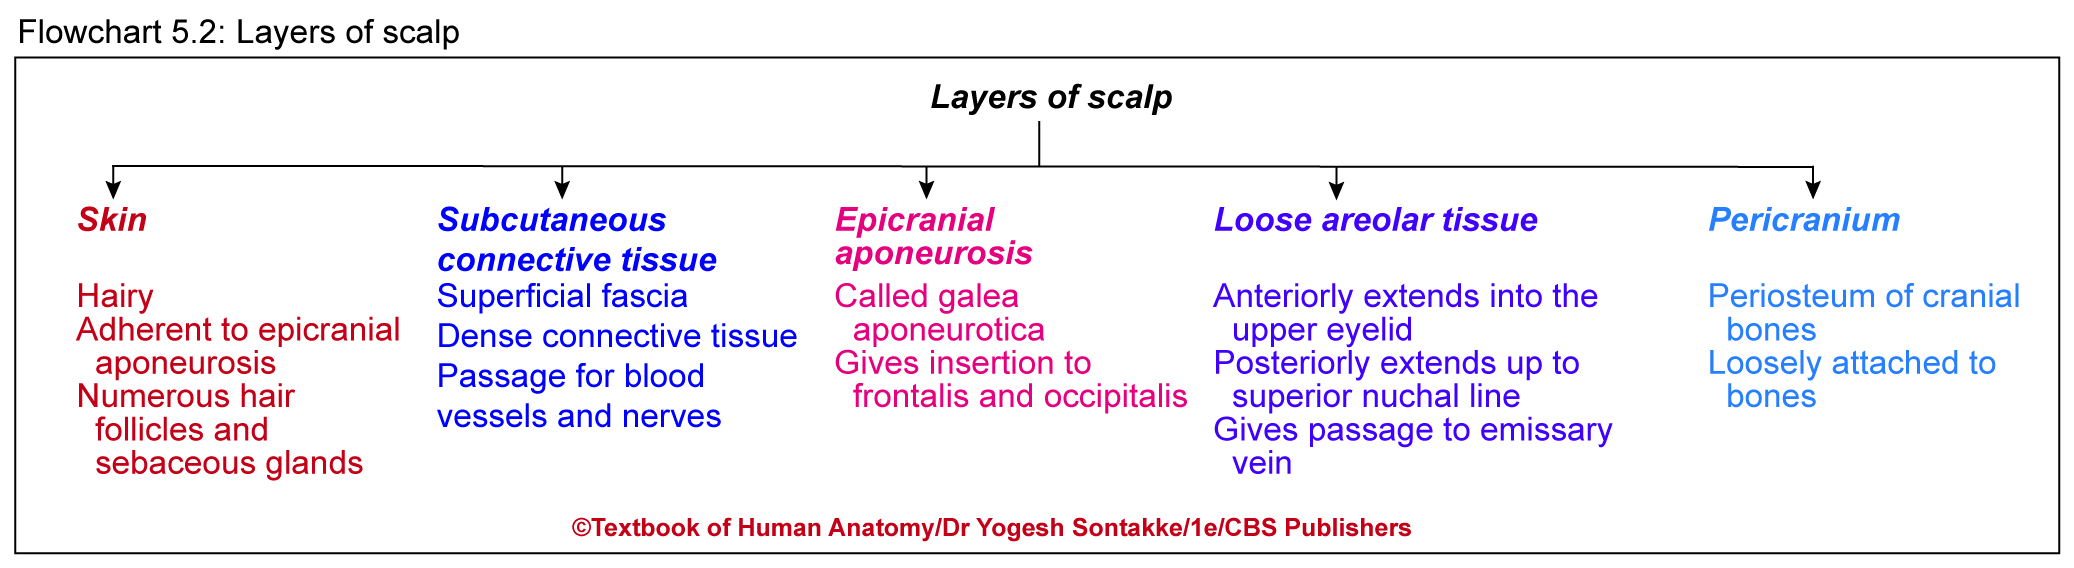 Flowchart 5.2: Layers of scalp
Layers of scalp
Skin
Hairy
Adherent to epicranial
aponeurosis
Numerous hair
follicles and
sebaceous glands
Subcutaneous
connective tissue
Superficial fascia
Dense connective tissue
Passage for blood
vessels and nerves
Epicranial
aponeurosis
Called galea
aponeurotica
Gives insertion to
frontalis and occipitalis
Loose areolar tissue
Anteriorly extends into the
upper eyelid
Posteriorly extends up to
superior nuchal line
Gives passage to emissary
vein
Pericranium
Periosteum of cranial
bones
Loosely attached to
bones
©Textbook of Human Anatomy/Dr Yogesh Sontakke/1e/CBS Publishers